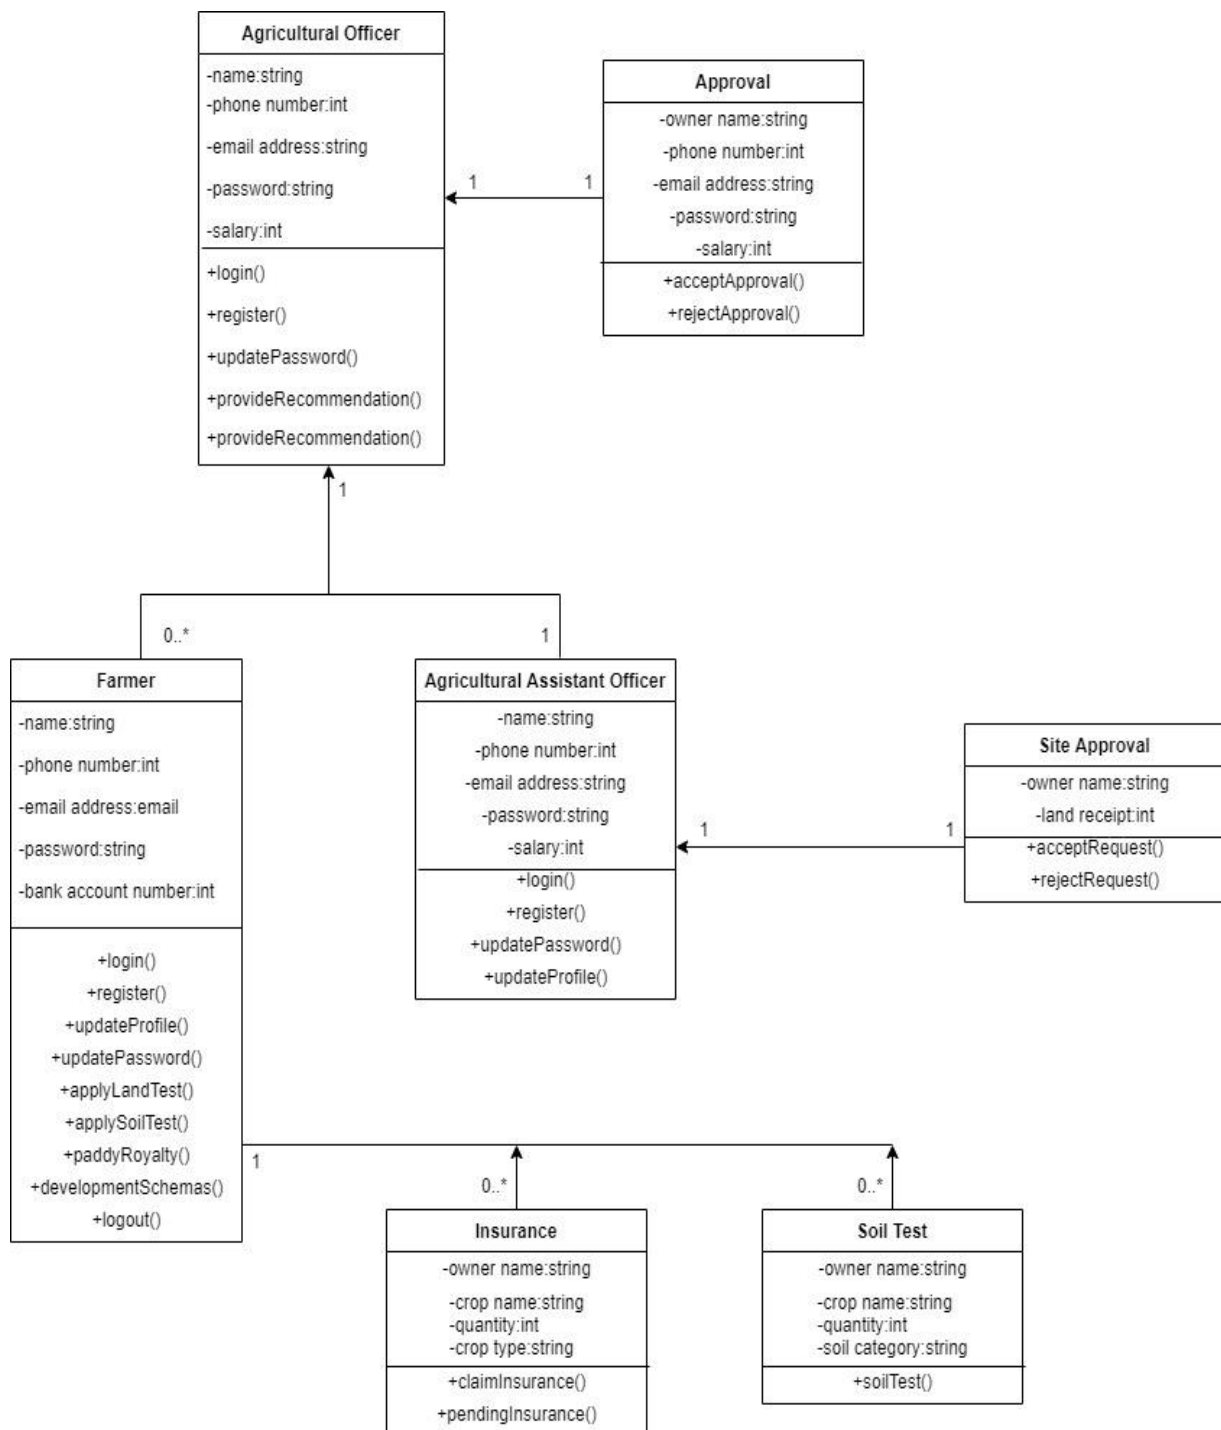 Agricultural Officer
-name:string
-phone number:int
-email address:string
-password:string
-salary:int
+login()
+register()
+updatePassword()
+provideRecommendation()
+provideRecommendation()
Approval
-owner name:string
-phone number:int
-email address:string
-password:string
-salary:int
+acceptApproval()
+rejectApproval()
1
1
1
0..*
1
Farmer
-name:string
-phone number:int
-email address:email
-password:string
-bank account number:int
+login()
+register()
+updateProfile()
+updatePassword()
+applyLandTest()
+applySoilTest()
+paddyRoyalty()
+developmentSchemas()
+logout()
Agricultural Assistant Officer
-name:string
-phone number:int
-email address:string
-password:string
-salary:int
+login()
+register()
+updatePassword()
+updateProfile()
1
1
Site Approval
-owner name:string
-land receipt:int
+acceptRequest()
+rejectRequest()
1
0..*
0..*
Insurance
-owner name:string
-crop name:string
-quantity:int
-crop type:string
+claimInsurance()
+pendingInsurance()
Soil Test
-owner name:string
-crop name:string
-quantity:int
-soil category:string
+soilTest()